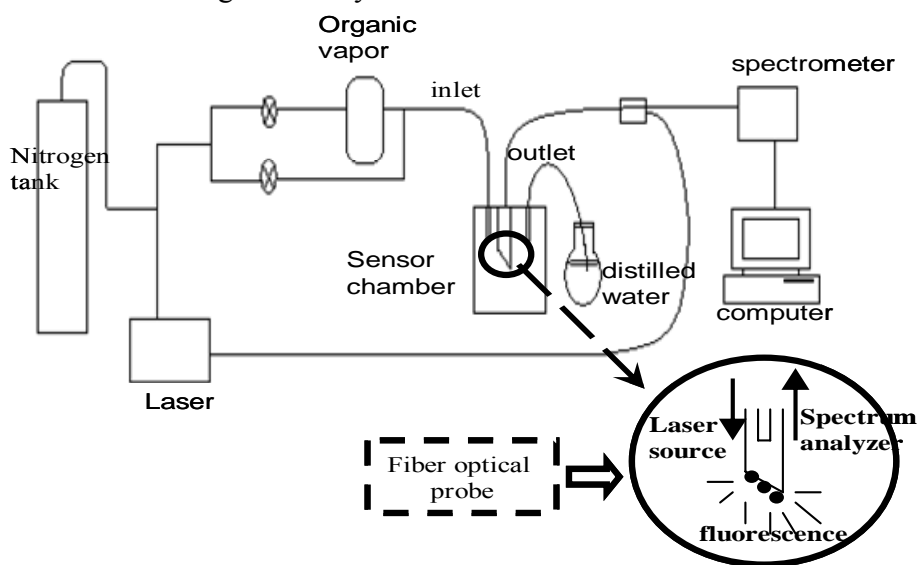 Organic
vapor
spectrometer
inlet
Nitrogen
tank
outlet
Sensor
chamber
distilled
water
computer
Laser
Laser
source
Spectrum
analyzer
Fiber optical
probe
fluorescence